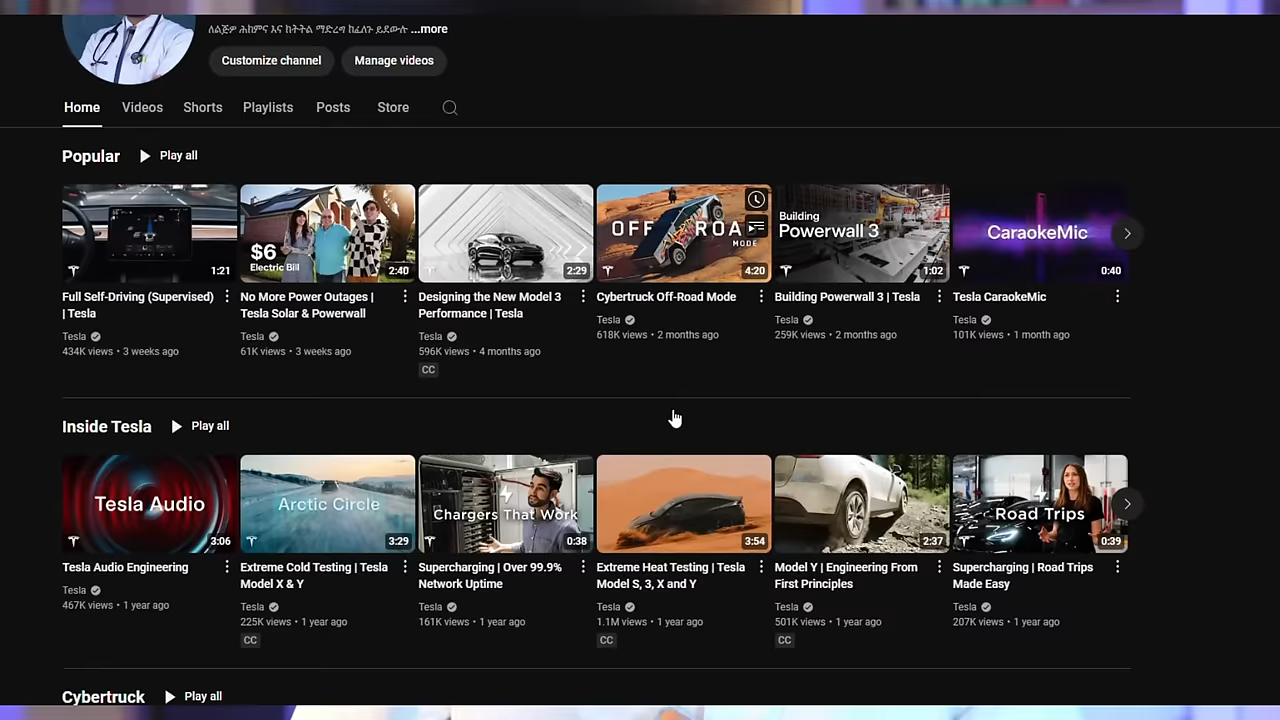 ለልጅዎ ሕክምና እና ክትትል ማድረግ ከፈለጉ ይደውሉ ...more
Customize channel
Manage videos
Home
Videos
Shorts
Playlists
Posts
Store
Popular
Play all
$6
Electric Bill
OFF ROA
MODE
Building
Powerwall 3
CaraokeMic
1:21
2:40
2:29
4:20
1:02
0:40
Full Self-Driving (Supervised)
| Tesla
Tesla
434K views • 3 weeks ago
No More Power Outages |
Tesla Solar & Powerwall
Tesla
61K views • 3 weeks ago
Designing the New Model 3
Performance | Tesla
Tesla
596K views • 4 months ago
CC
Cybertruck Off-Road Mode
Tesla
618K views • 2 months ago
Building Powerwall 3 | Tesla
Tesla
259K views • 2 months ago
Tesla CaraokeMic
Tesla
101K views • 1 month ago
Inside Tesla
Play all
Tesla Audio
Arctic Circle
Chargers That Work
Road Trips
3:06
3:29
0:38
3:54
2:37
0:39
Tesla Audio Engineering
Tesla
467K views • 1 year ago
Extreme Cold Testing | Tesla
Model X & Y
Tesla
225K views • 1 year ago
CC
Supercharging | Over 99.9%
Network Uptime
Tesla
161K views • 1 year ago
Extreme Heat Testing | Tesla
Model S, 3, X and Y
Tesla
1.1M views • 1 year ago
CC
Model Y | Engineering From
First Principles
Tesla
501K views • 1 year ago
CC
Supercharging | Road Trips
Made Easy
Tesla
207K views • 1 year ago
Cybertruck
Play all